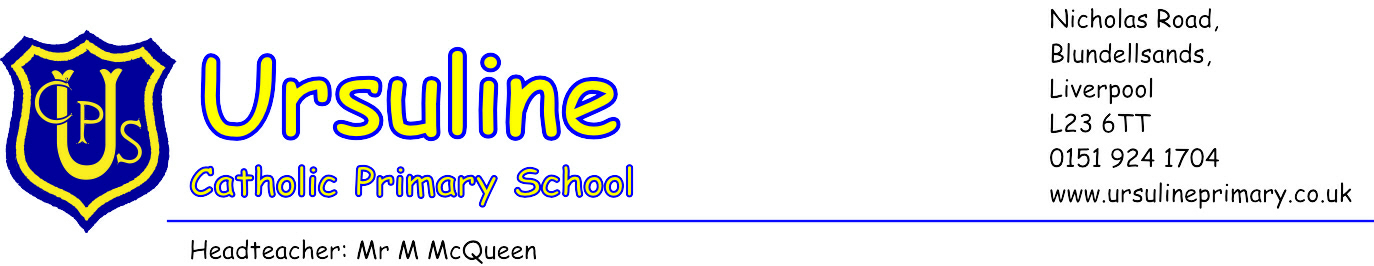 UCPS
Ursuline
Catholic Primary School
Headteacher: Mr M McQueen
Nicholas Road,
Blundellsands,
Liverpool
L23 6TT
0151 924 1704
www.ursulineprimary.co.uk